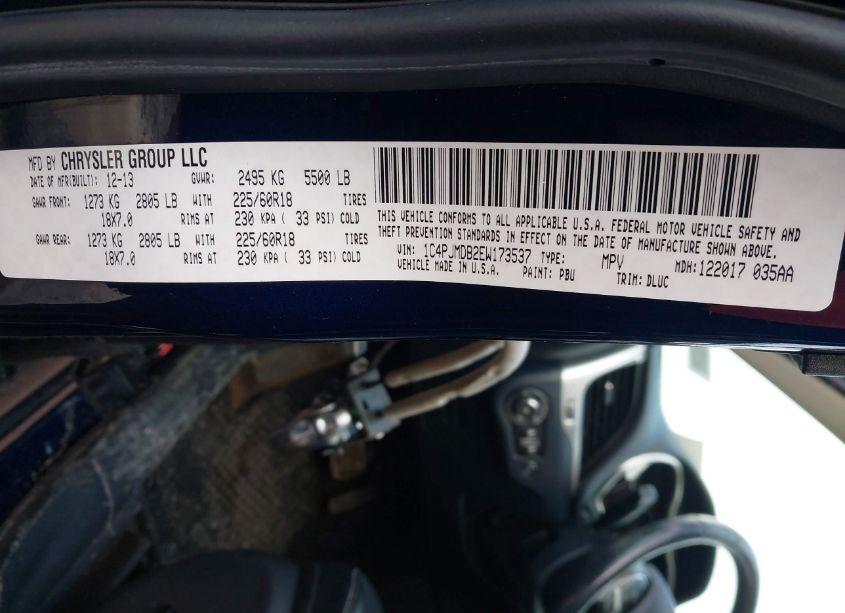 MFD BY CHRYSLER GROUP LLC
DATE OF MFR(BUILT): 12-13 GVWR: 2495 KG 5500 LB
GAWR FRONT: 1273 KG 2805 LB WITH 225/60R18 TIRES
18X7.0 RIMS AT 230 KPA ( 33 PSI) COLD
GAWR REAR: 1273 KG 2805 LB WITH 225/60R18 TIRES
18X7.0 RIMS AT 230 KPA ( 33 PSI) COLD
THIS VEHICLE CONFORMS TO ALL APPLICABLE U.S.A. FEDERAL MOTOR VEHICLE SAFETY AND
THEFT PREVENTION STANDARDS IN EFFECT ON THE DATE OF MANUFACTURE SHOWN ABOVE.
VIN: 1C4PJMDB2EW173537 TYPE: MPV MDH: 122017 035AA
VEHICLE MADE IN U.S.A. PAINT: PBU TRIM: DLUC